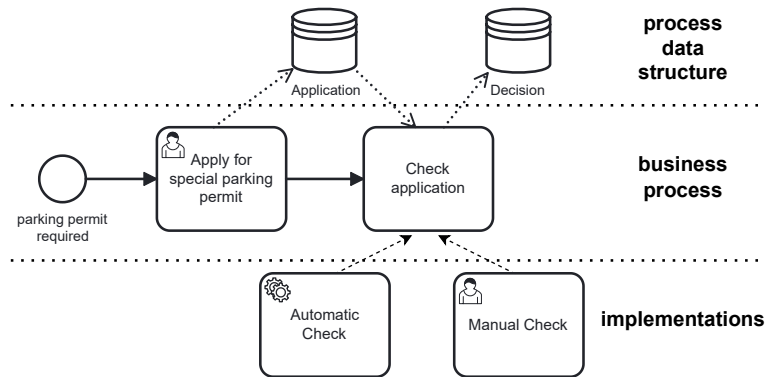 process
data
structure
Application
Decision
Apply for
special parking
permit
Check
application
business
process
parking permit
required
Automatic
Check
Manual Check
implementations